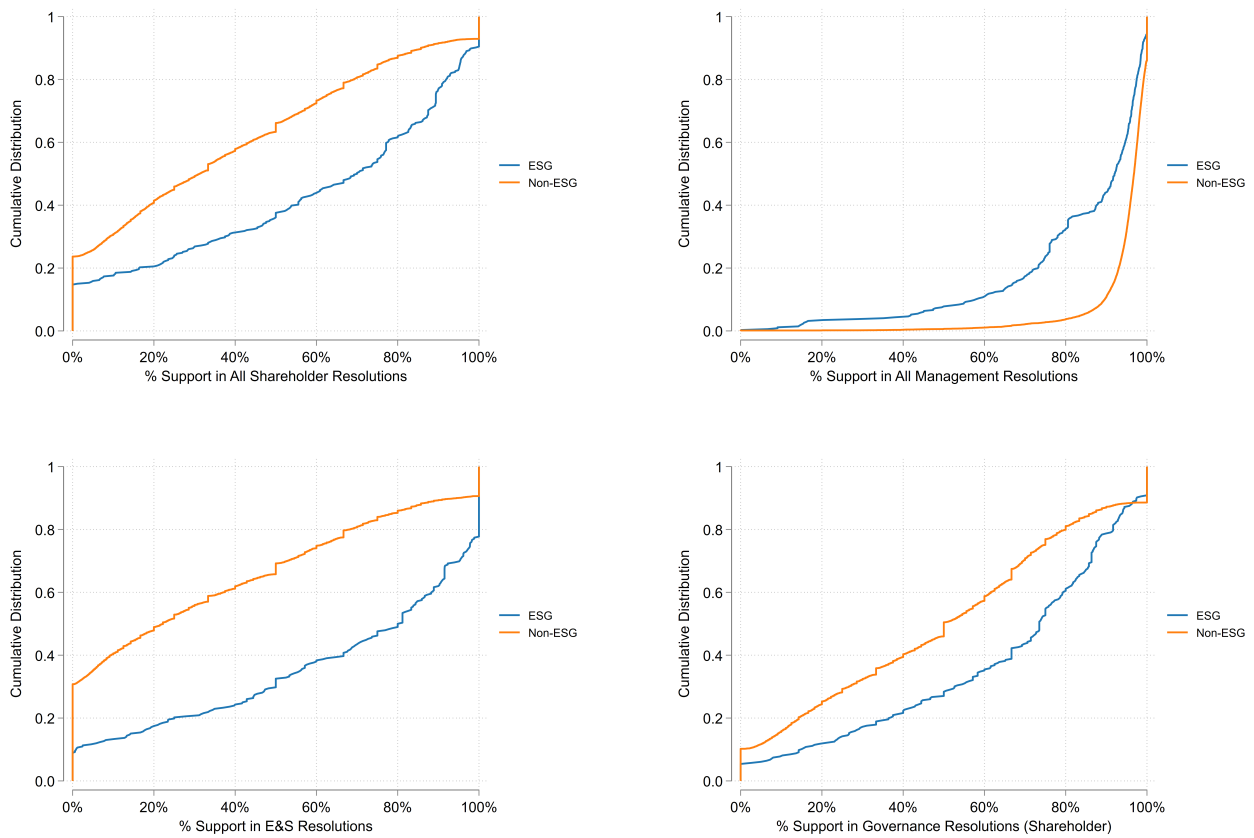 Cumulative Distribution
1
0.8
0.6
0.4
0.2
0.0
0% 20% 40% 60% 80% 100%
% Support in All Shareholder Resolutions
ESG
Non-ESG
Cumulative Distribution
1
0.8
0.6
0.4
0.2
0.0
0% 20% 40% 60% 80% 100%
% Support in All Management Resolutions
ESG
Non-ESG
Cumulative Distribution
1
0.8
0.6
0.4
0.2
0.0
0% 20% 40% 60% 80% 100%
% Support in E&S Resolutions
ESG
Non-ESG
Cumulative Distribution
1
0.8
0.6
0.4
0.2
0.0
0% 20% 40% 60% 80% 100%
% Support in Governance Resolutions (Shareholder)
ESG
Non-ESG